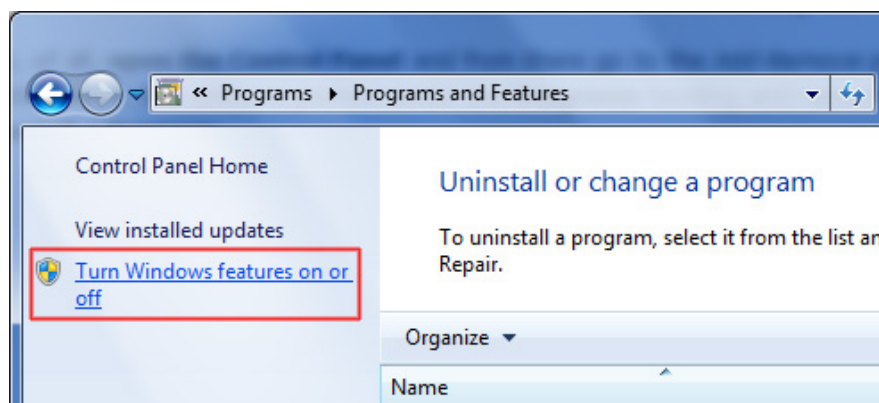 « Programs ▸ Programs and Features
Control Panel Home
View installed updates
Turn Windows features on or
off
Uninstall or change a program
To uninstall a program, select it from the list
Repair.
Organize
Name